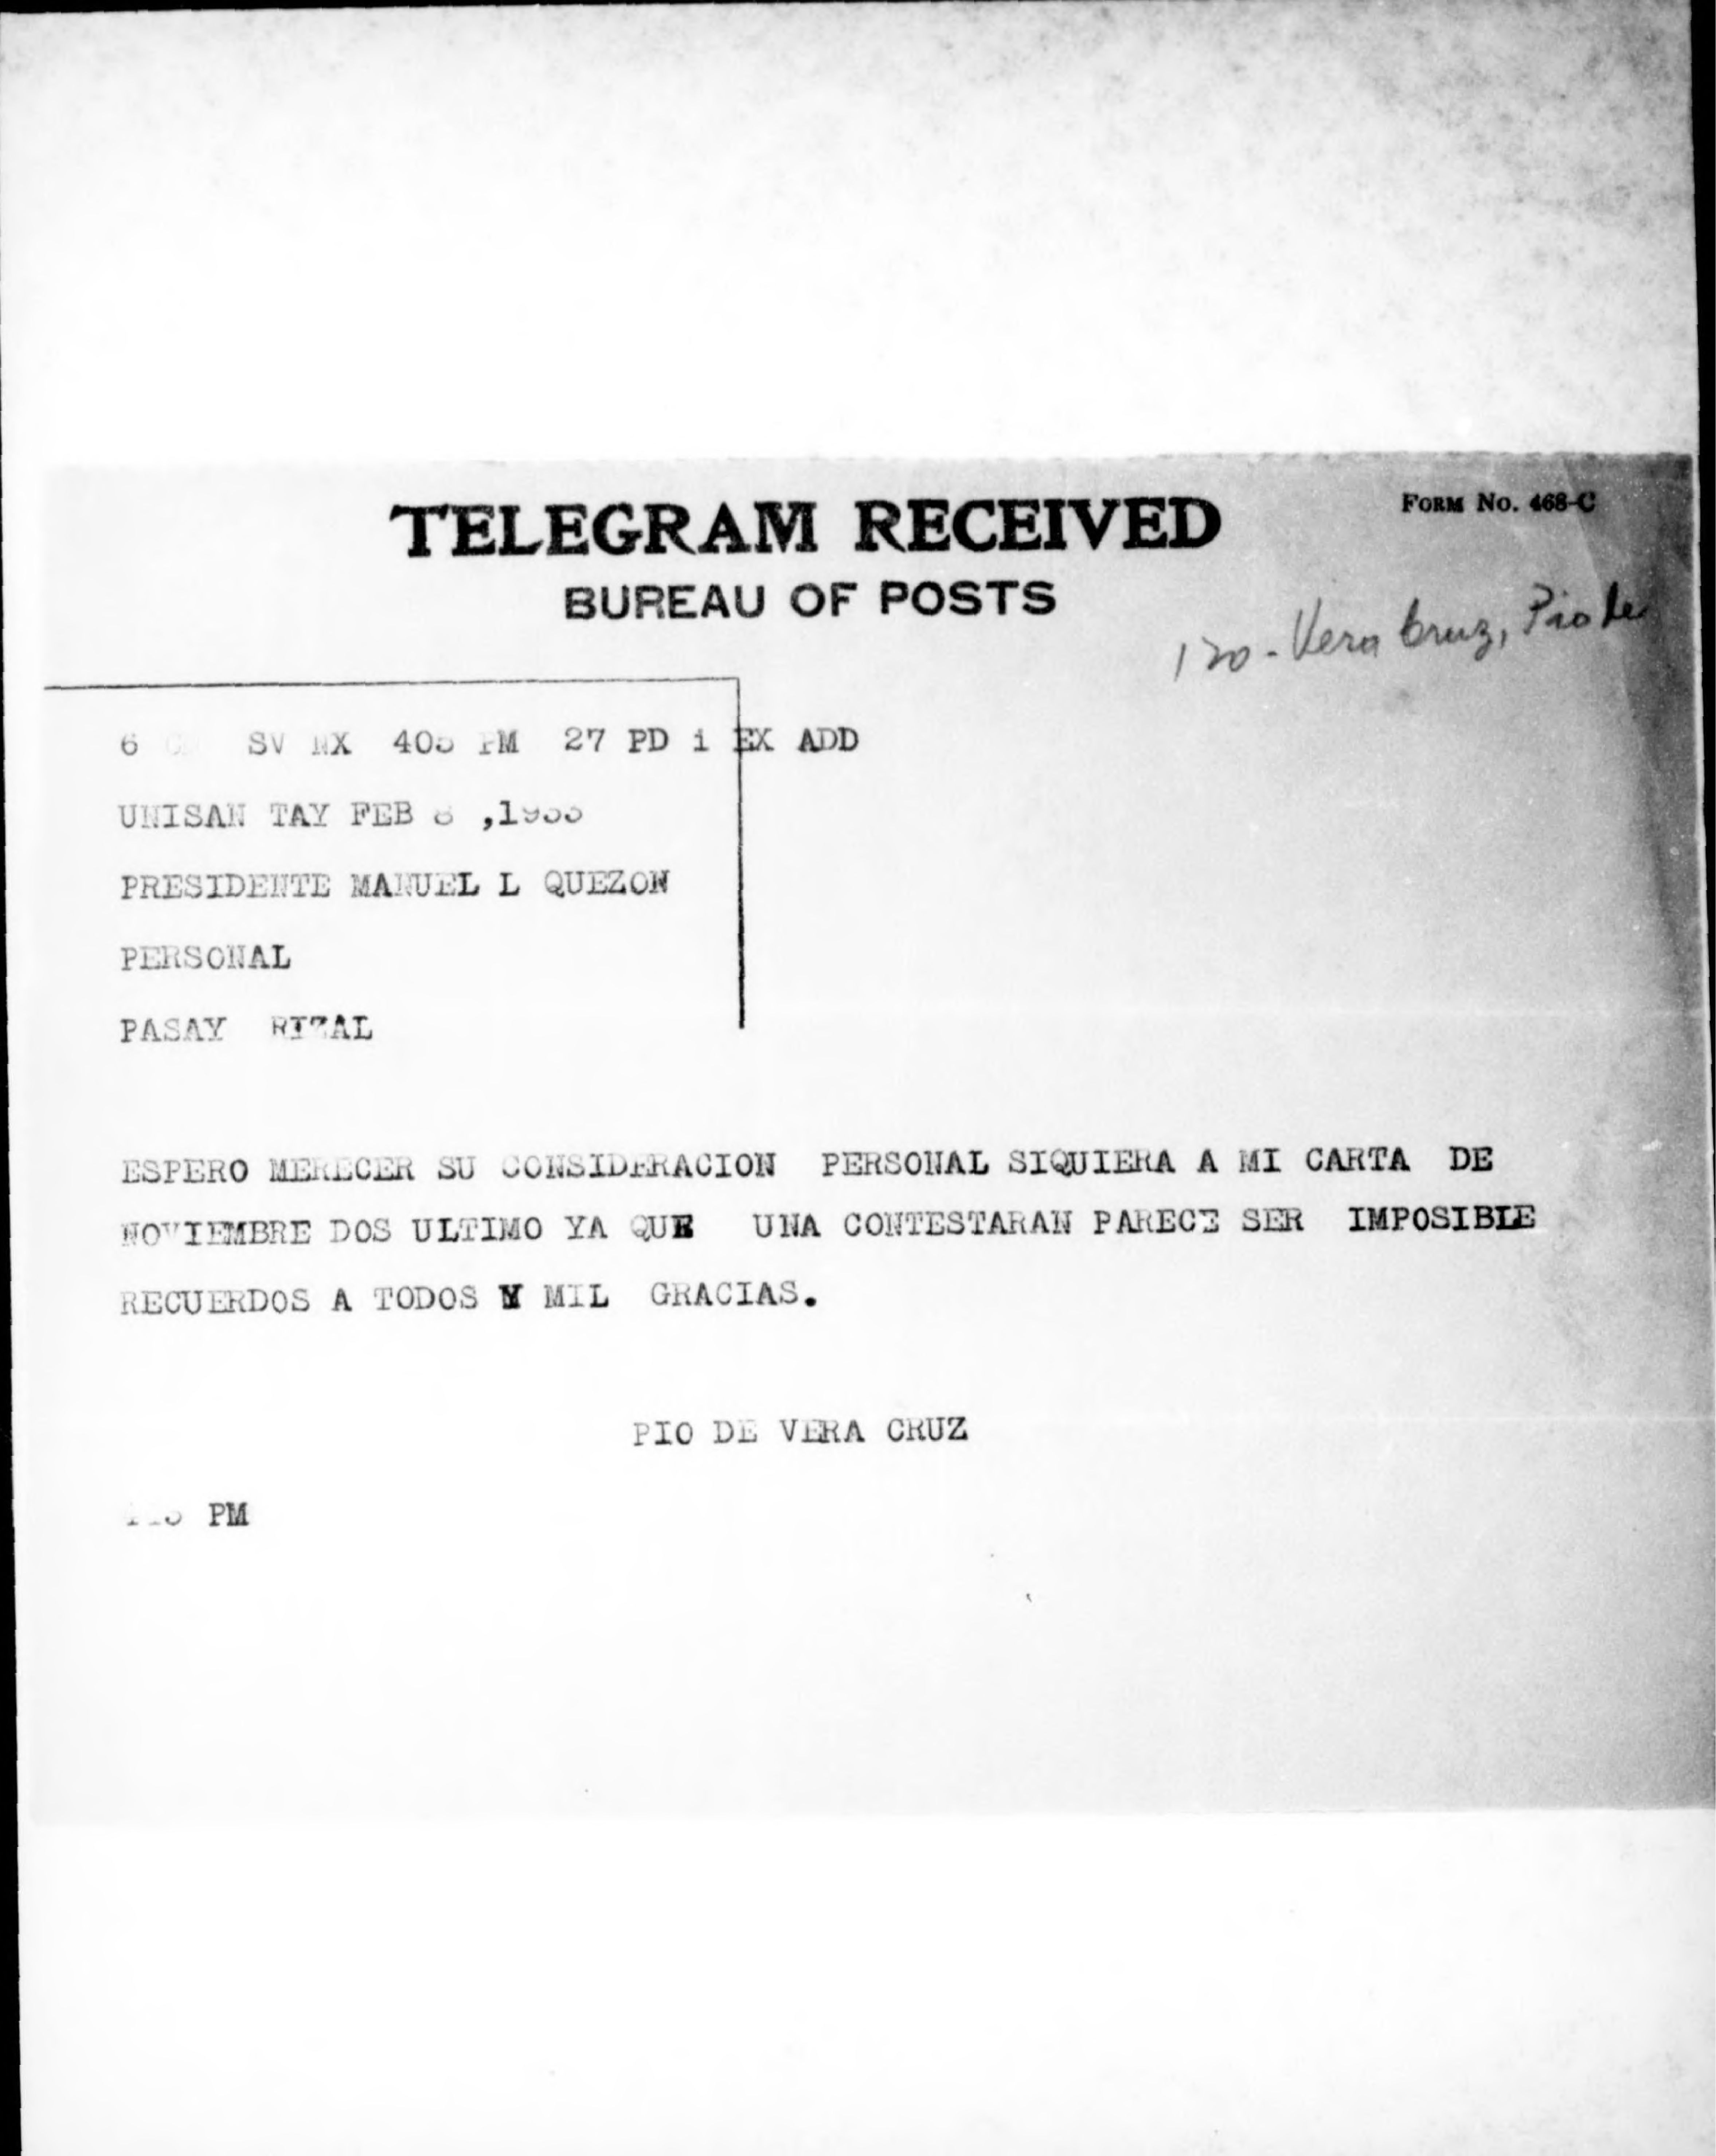 TELEGRAM RECEIVED
FORM No. 468-C
BUREAU OF POSTS
120 - Vera Cruz, Pio de
6 SV NX 405 PM 27 PD 1 EX ADD
UNISAN TAY FEB
PRESIDENTE MANUEL L QUEZON
PERSONAL
PASAY RIZAL
ESPERO MERECER SU CONSIDERACION PERSONAL SIQUIERA A MI CARTA DE
NOVIEMBRE DOS ULTIMO YA QUE UNA CONTESTARAN PARECE SER IMPOSIBLE
RECUERDOS A TODOS Y MIL GRACIAS.
PIO DE VERA CRUZ
PM